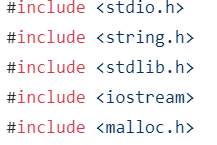 #include <stdio.h>
#include <string.h>
#include <stdlib.h>
#include <iostream>
#include <malloc.h>